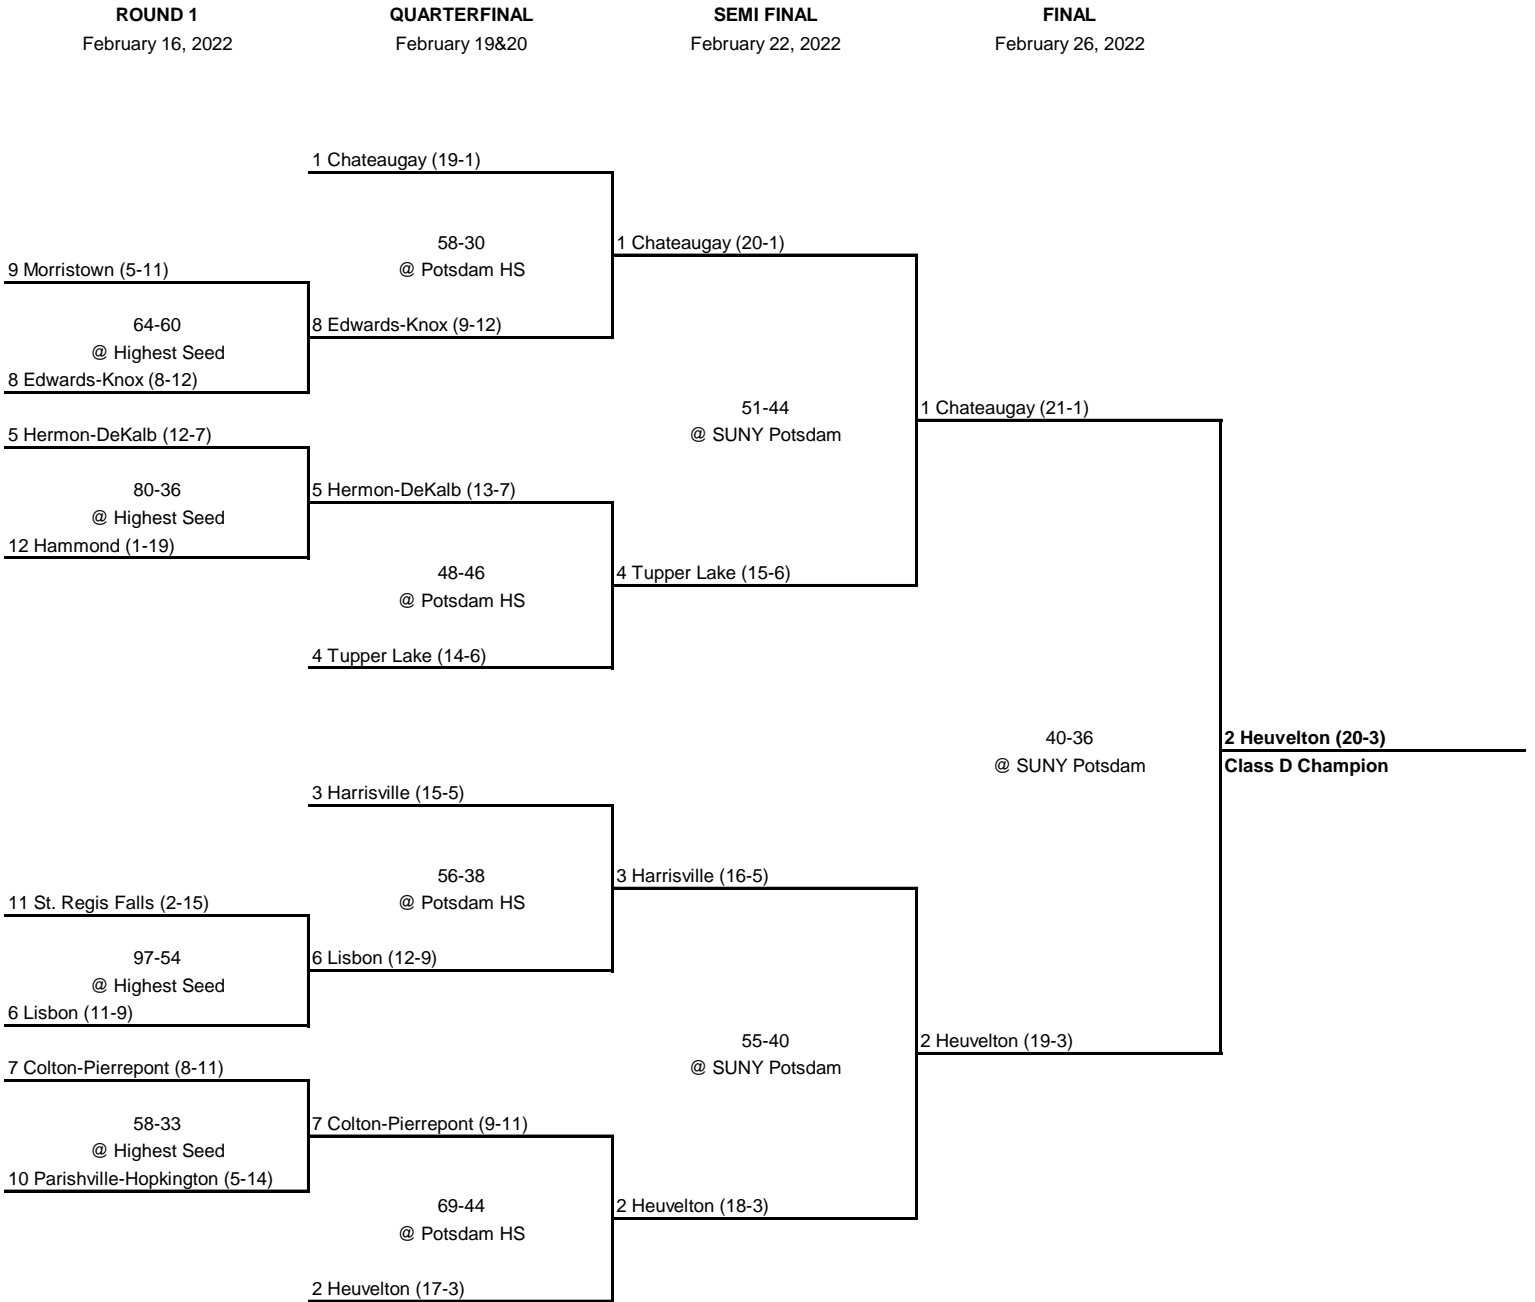 ROUND 1
February 16, 2022
QUARTERFINAL
February 19&20
SEMI FINAL
February 22, 2022
FINAL
February 26, 2022
1 Chateaugay (19-1)
58-30
@ Potsdam HS
1 Chateaugay (20-1)
9 Morristown (5-11)
64-60
@ Highest Seed
8 Edwards-Knox (9-12)
8 Edwards-Knox (8-12)
51-44
@ SUNY Potsdam
1 Chateaugay (21-1)
5 Hermon-DeKalb (12-7)
80-36
@ Highest Seed
5 Hermon-DeKalb (13-7)
12 Hammond (1-19)
48-46
@ Potsdam HS
4 Tupper Lake (15-6)
4 Tupper Lake (14-6)
40-36
@ SUNY Potsdam
2 Heuvelton (20-3)
Class D Champion
3 Harrisville (15-5)
56-38
@ Potsdam HS
3 Harrisville (16-5)
11 St. Regis Falls (2-15)
97-54
@ Highest Seed
6 Lisbon (12-9)
6 Lisbon (11-9)
55-40
@ SUNY Potsdam
2 Heuvelton (19-3)
7 Colton-Pierrepont (8-11)
58-33
@ Highest Seed
7 Colton-Pierrepont (9-11)
10 Parishville-Hopkington (5-14)
69-44
@ Potsdam HS
2 Heuvelton (18-3)
2 Heuvelton (17-3)